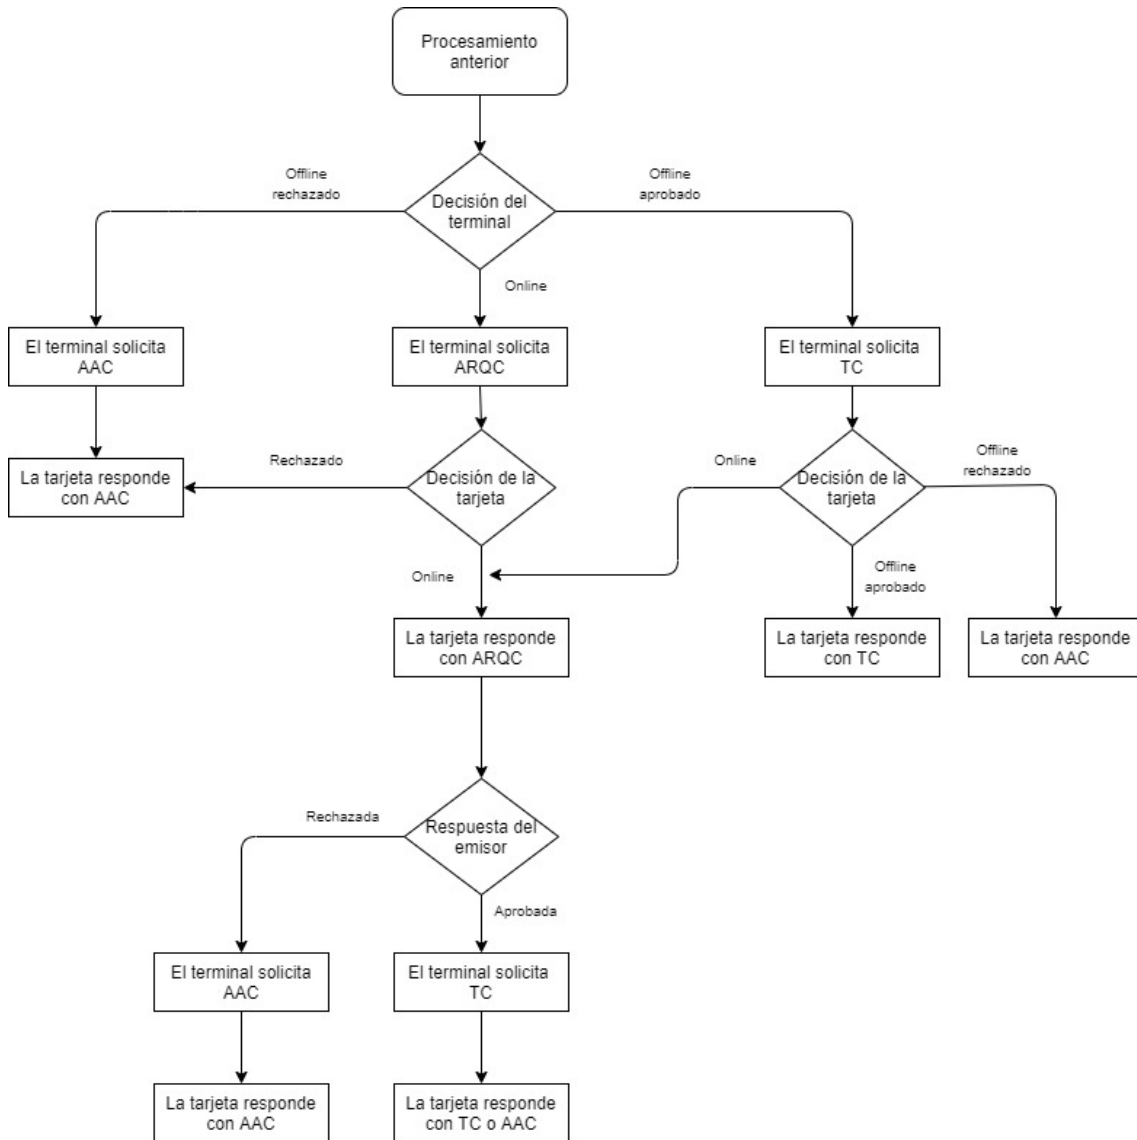 Procesamiento
anterior
Offline
rechazado
Offline
aprobado
Decisión del
terminal
Online
El terminal solicita
AAC
El terminal solicita
ARQC
El terminal solicita
TC
Rechazado
Online
Offline
rechazado
La tarjeta responde
con AAC
Decisión de la
tarjeta
Decisión de la
tarjeta
Online
Offline
aprobado
La tarjeta responde
con ARQC
La tarjeta responde
con TC
La tarjeta responde
con AAC
Rechazada
Respuesta del
emisor
Aprobada
El terminal solicita
AAC
El terminal solicita
TC
La tarjeta responde
con AAC
La tarjeta responde
con TC o AAC